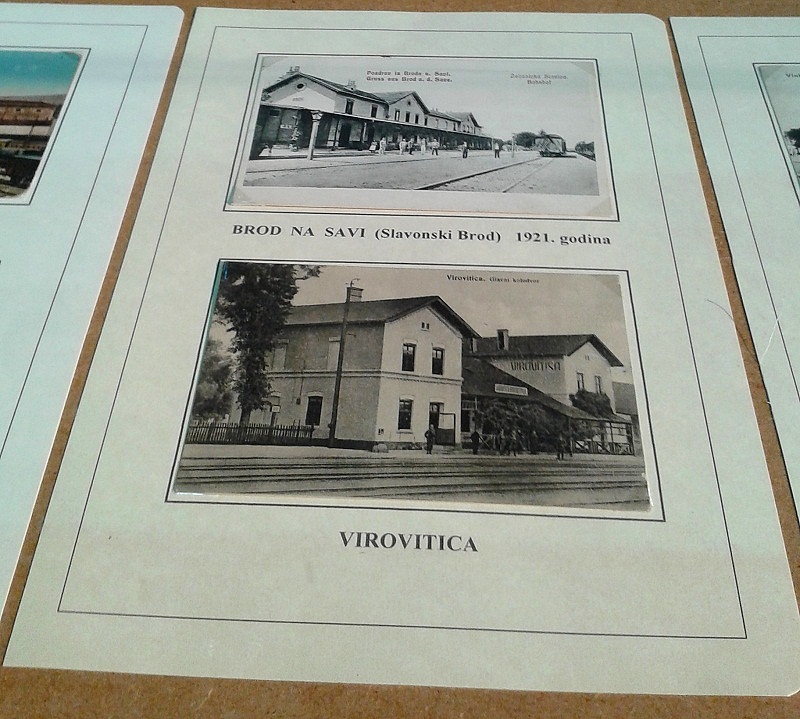 Pozdrav iz Broda n. Savi.
Gruss aus Brod a. d. Save.
Željeznička Stanica.
Bahnhof
BROD NA SAVI (Slavonski Brod) 1921. godina
Virovitica. Glavni kolodvor
VIROVITICA
VIROVITICA